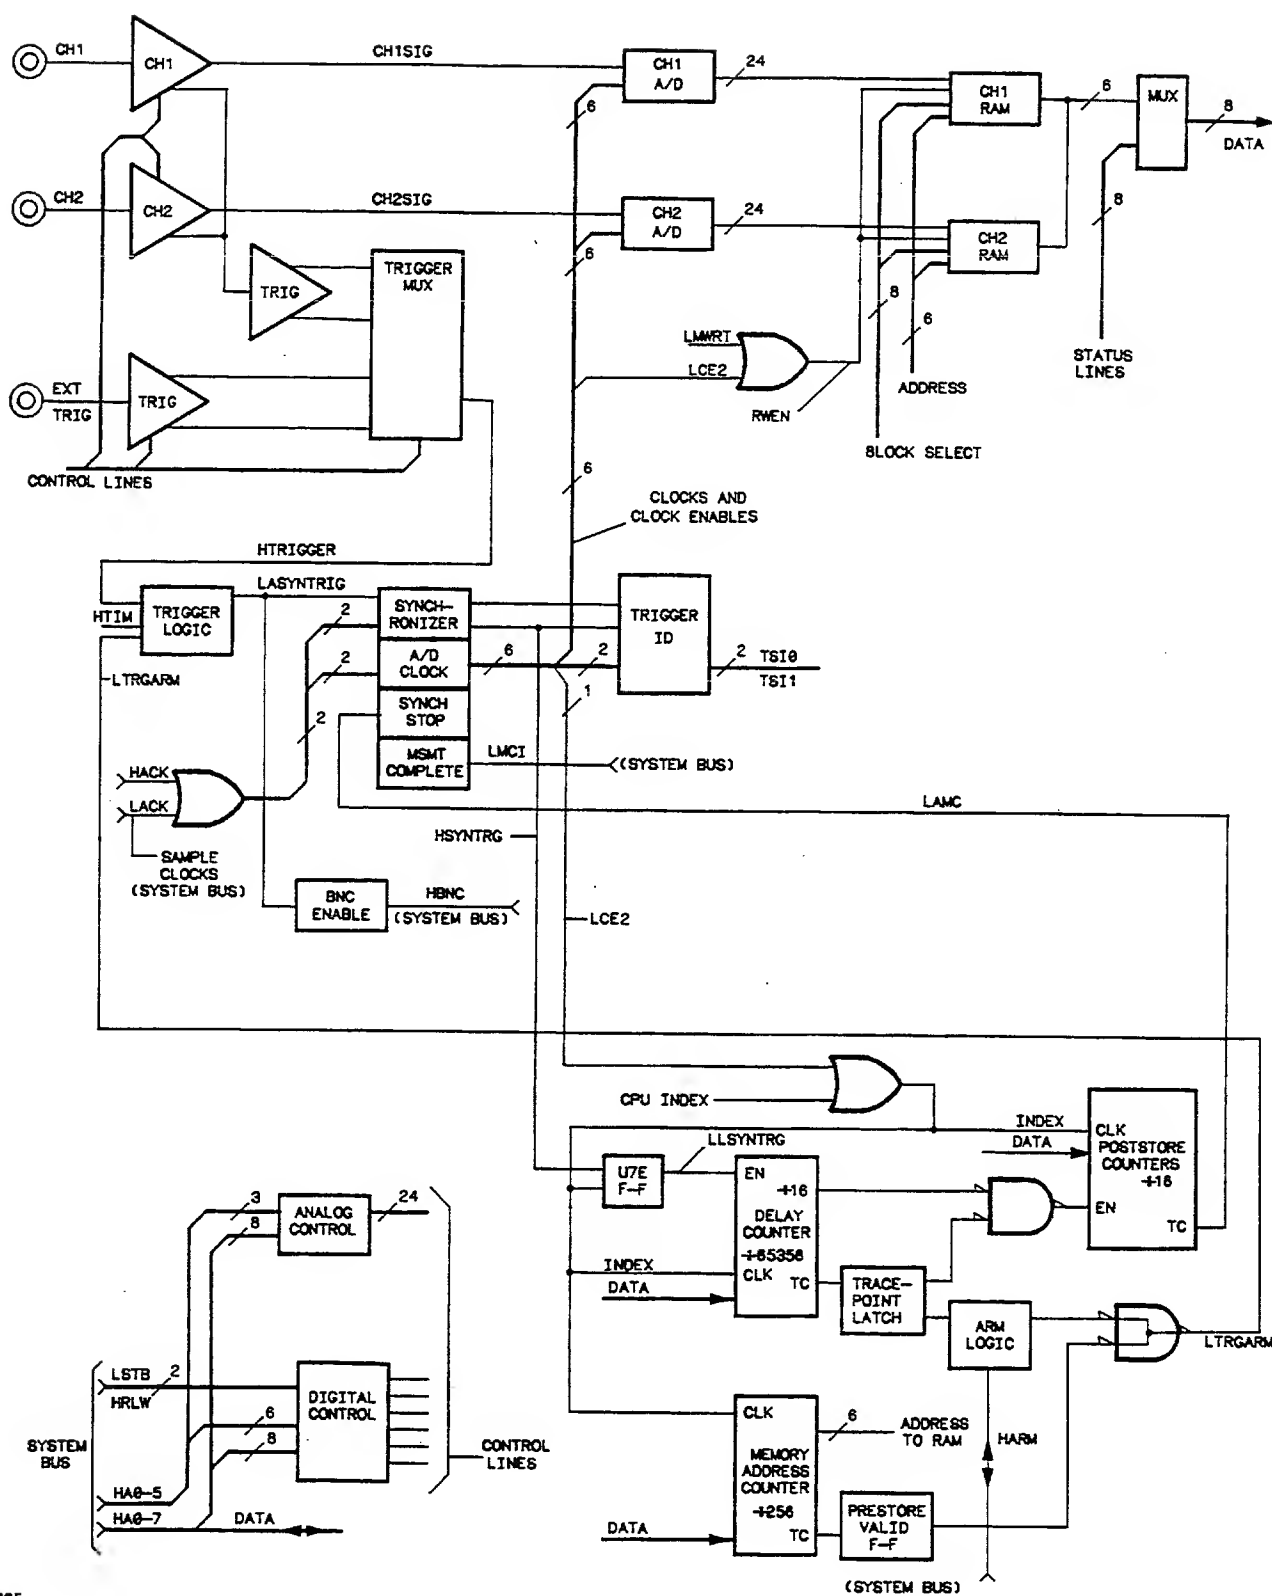 CH1
CH1
CH1SIG
CH1
A/D
24
6
CH1
RAM
6
MUX
8
DATA
CH2
CH2
CH2SIG
CH2
A/D
24
6
CH2
RAM
8
TRIG
TRIGGER
MUX
8
6
LMWRT
LCE2
RWEN
ADDRESS
STATUS
LINES
EXT
TRIG
TRIG
BLOCK SELECT
CONTROL LINES
6
CLOCKS AND
CLOCK ENABLES
HTRIGGER
LASYNTRIG
HTIM
TRIGGER
LOGIC
2
SYNCH-
RONIZER
TRIGGER
ID
LTRGARM
2
A/D
CLOCK
6
2
2
TSI0
TSI1
2
SYNCH
STOP
1
MSMT
COMPLETE
LMCI
(SYSTEM BUS)
HACK
LACK
LAMC
SAMPLE
CLOCKS
(SYSTEM BUS)
HSYNTRG
BNC
ENABLE
HBNC
(SYSTEM BUS)
LCE2
CPU INDEX
INDEX
CLK
DATA
POSTSTORE
COUNTERS
÷16
EN
TC
LLSYNTRG
U7E
F-F
EN
÷16
DELAY
COUNTER
÷65356
INDEX
CLK
DATA
TC
TRACE-
POINT
LATCH
ARM
LOGIC
LTRGARM
3
24
8
ANALOG
CONTROL
LSTB
2
HRLW
DIGITAL
CONTROL
6
8
SYSTEM
BUS
CONTROL
LINES
HA0-5
HA0-7
DATA
CLK
6
ADDRESS
TO RAM
HARM
MEMORY
ADDRESS
COUNTER
÷256
DATA
TC
PRESTORE
VALID
F-F
(SYSTEM BUS)